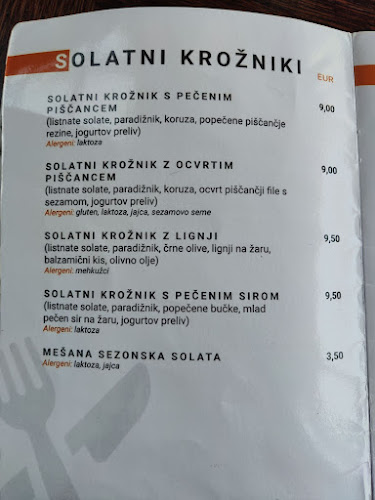 SOLATNI KROŽNIKI
EUR
SOLATNI KROŽNIK S PEČENIM
PIŠČANCEM 9,00
(listnate solate, paradižnik, koruza, popečene piščančje
rezine, jogurtov preliv)
Alergeni: laktoza
SOLATNI KROŽNIK Z OCVRTIM 9,00
PIŠČANCEM
(listnate solate, paradižnik, koruza, ocvrt piščančji file s
sezamom, jogurtov preliv)
Alergeni: gluten, laktoza, jajca, sezamovo seme
SOLATNI KROŽNIK Z LIGNJI 9,50
(listnate solate, paradižnik, črne olive, lignji na žaru,
balzamični kis, olivno olje)
Alergeni: mehkužci
SOLATNI KROŽNIK S PEČENIM SIROM 9,50
(listnate solate, paradižnik, popečene bučke, mlad
pečen sir na žaru, jogurtov preliv)
Alergeni: laktoza
MEŠANA SEZONSKA SOLATA 3,50
Alergeni: laktoza, jajca